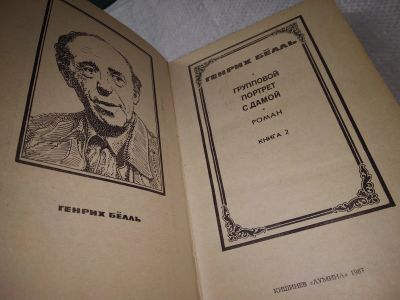 ГЕНРИХ БЁЛЛЬ
ГЕНРИХ БЁЛЛЬ
ГРУППОВОЙ
ПОРТРЕТ
С ДАМОЙ
РОМАН
КНИГА 2
КИШИНЕВ «ЛУМИНА» 1987